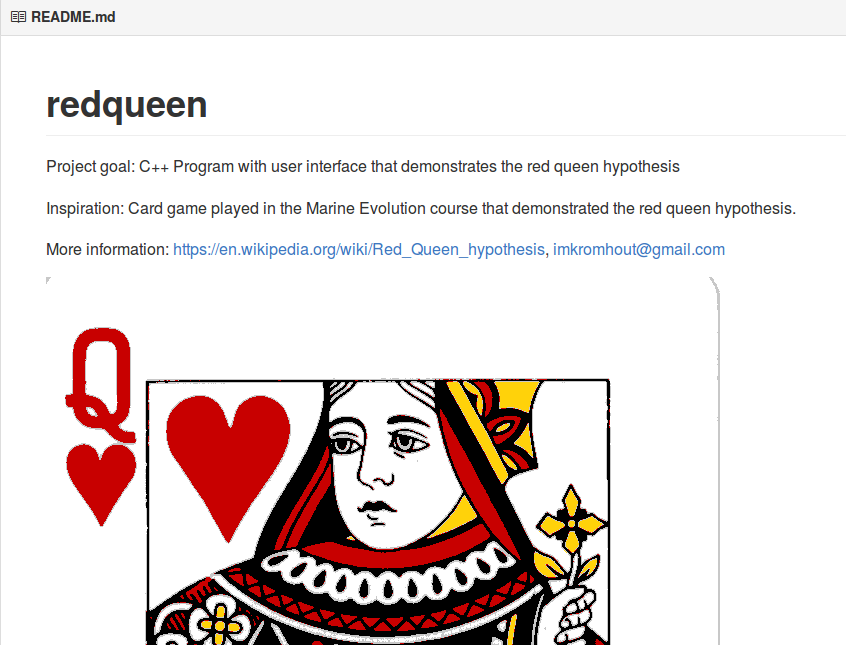 README.md
redqueen
Project goal: C++ Program with user interface that demonstrates the red queen hypothesis
Inspiration: Card game played in the Marine Evolution course that demonstrated the red queen hypothesis.
More information: https://en.wikipedia.org/wiki/Red_Queen_hypothesis, imkromhout@gmail.com
Q